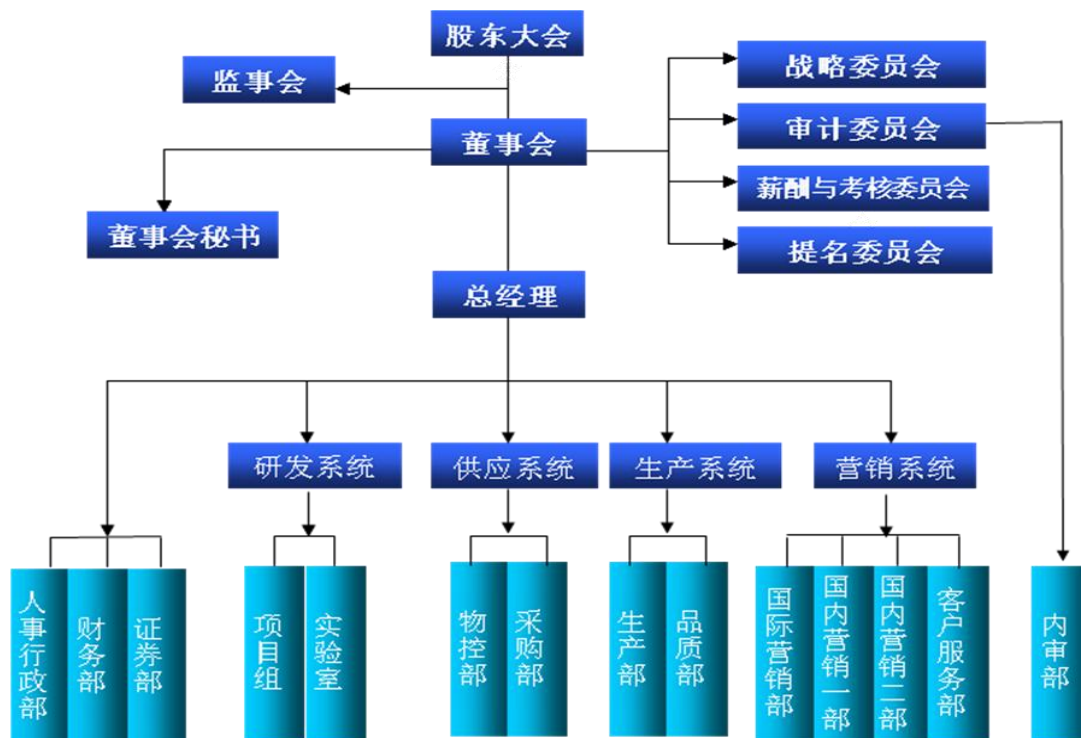 股东大会
监事会
战略委员会
审计委员会
董事会
薪酬与考核委员会
董事会秘书
提名委员会
总经理
研发系统
供应系统
生产系统
营销系统
人事行政部
财务部
证券部
项目组
实验室
物控部
采购部
生产部
品质部
国际营销部
国内营销一部
国内营销二部
客户服务部
内审部